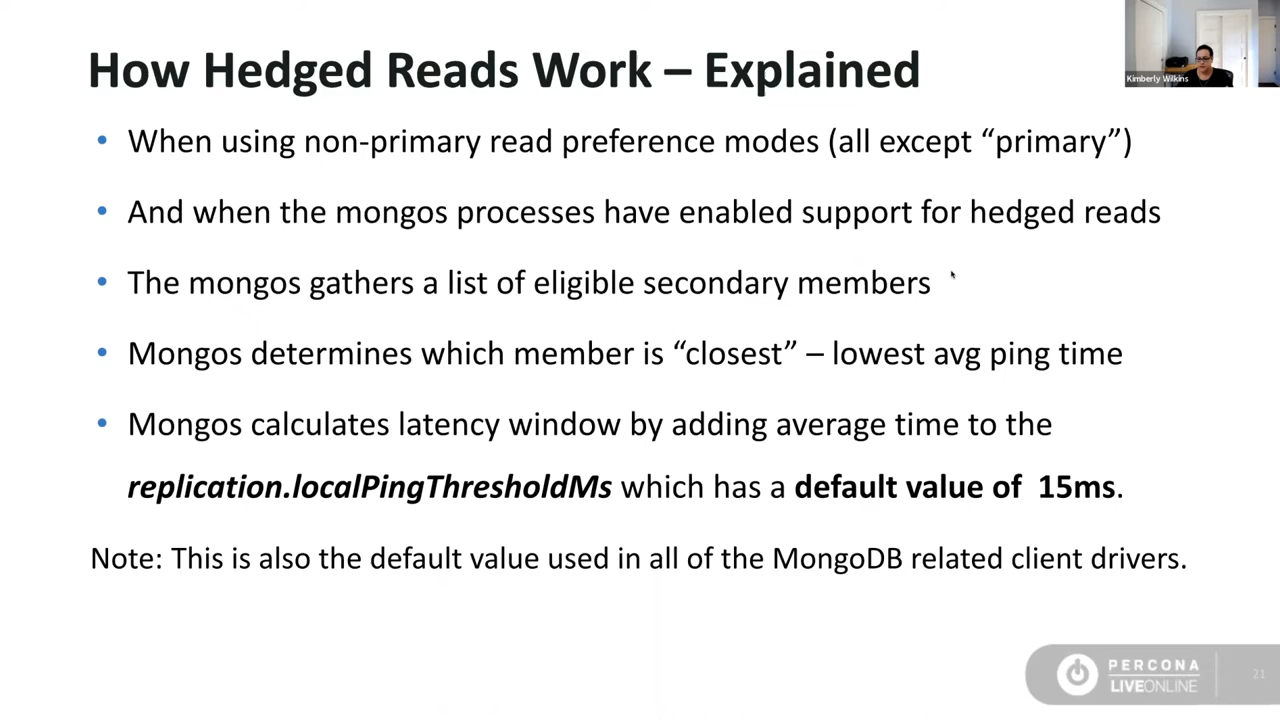 How Hedged Reads Work – Explained
Kimberly Wilkins
• When using non-primary read preference modes (all except “primary”)
• And when the mongos processes have enabled support for hedged reads
• The mongos gathers a list of eligible secondary members
• Mongos determines which member is “closest” – lowest avg ping time
• Mongos calculates latency window by adding average time to the
replication.localPingThresholdMs which has a default value of 15ms.
Note: This is also the default value used in all of the MongoDB related client drivers.
PERCONA
LIVEONLINE
21